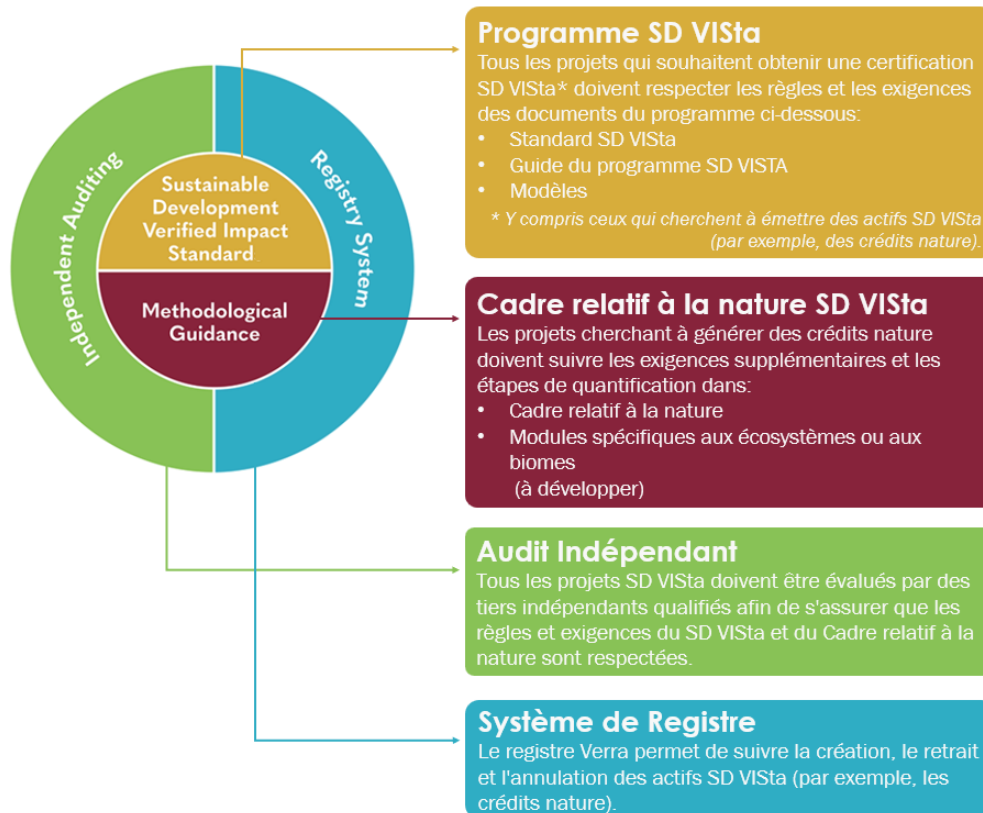 Independent Auditing
Registry System
Sustainable
Development
Verified Impact
Standard
Methodological
Guidance
Programme SD VISta
Tous les projets qui souhaitent obtenir une certification
SD VISta* doivent respecter les règles et les exigences
des documents du programme ci-dessous:
• Standard SD VISta
• Guide du programme SD VISTA
• Modèles
* Y compris ceux qui cherchent à émettre des actifs SD VISta
(par exemple, des crédits nature).
Cadre relatif à la nature SD VISta
Les projets cherchant à générer des crédits nature
doivent suivre les exigences supplémentaires et les
étapes de quantification dans:
• Cadre relatif à la nature
• Modules spécifiques aux écosystèmes ou aux
biomes
(à développer)
Audit Indépendant
Tous les projets SD VISta doivent être évalués par des
tiers indépendants qualifiés afin de s'assurer que les
règles et exigences du SD VISta et du Cadre relatif à la
nature sont respectées.
Système de Registre
Le registre Verra permet de suivre la création, le retrait
et l'annulation des actifs SD VISta (par exemple, les
crédits nature).